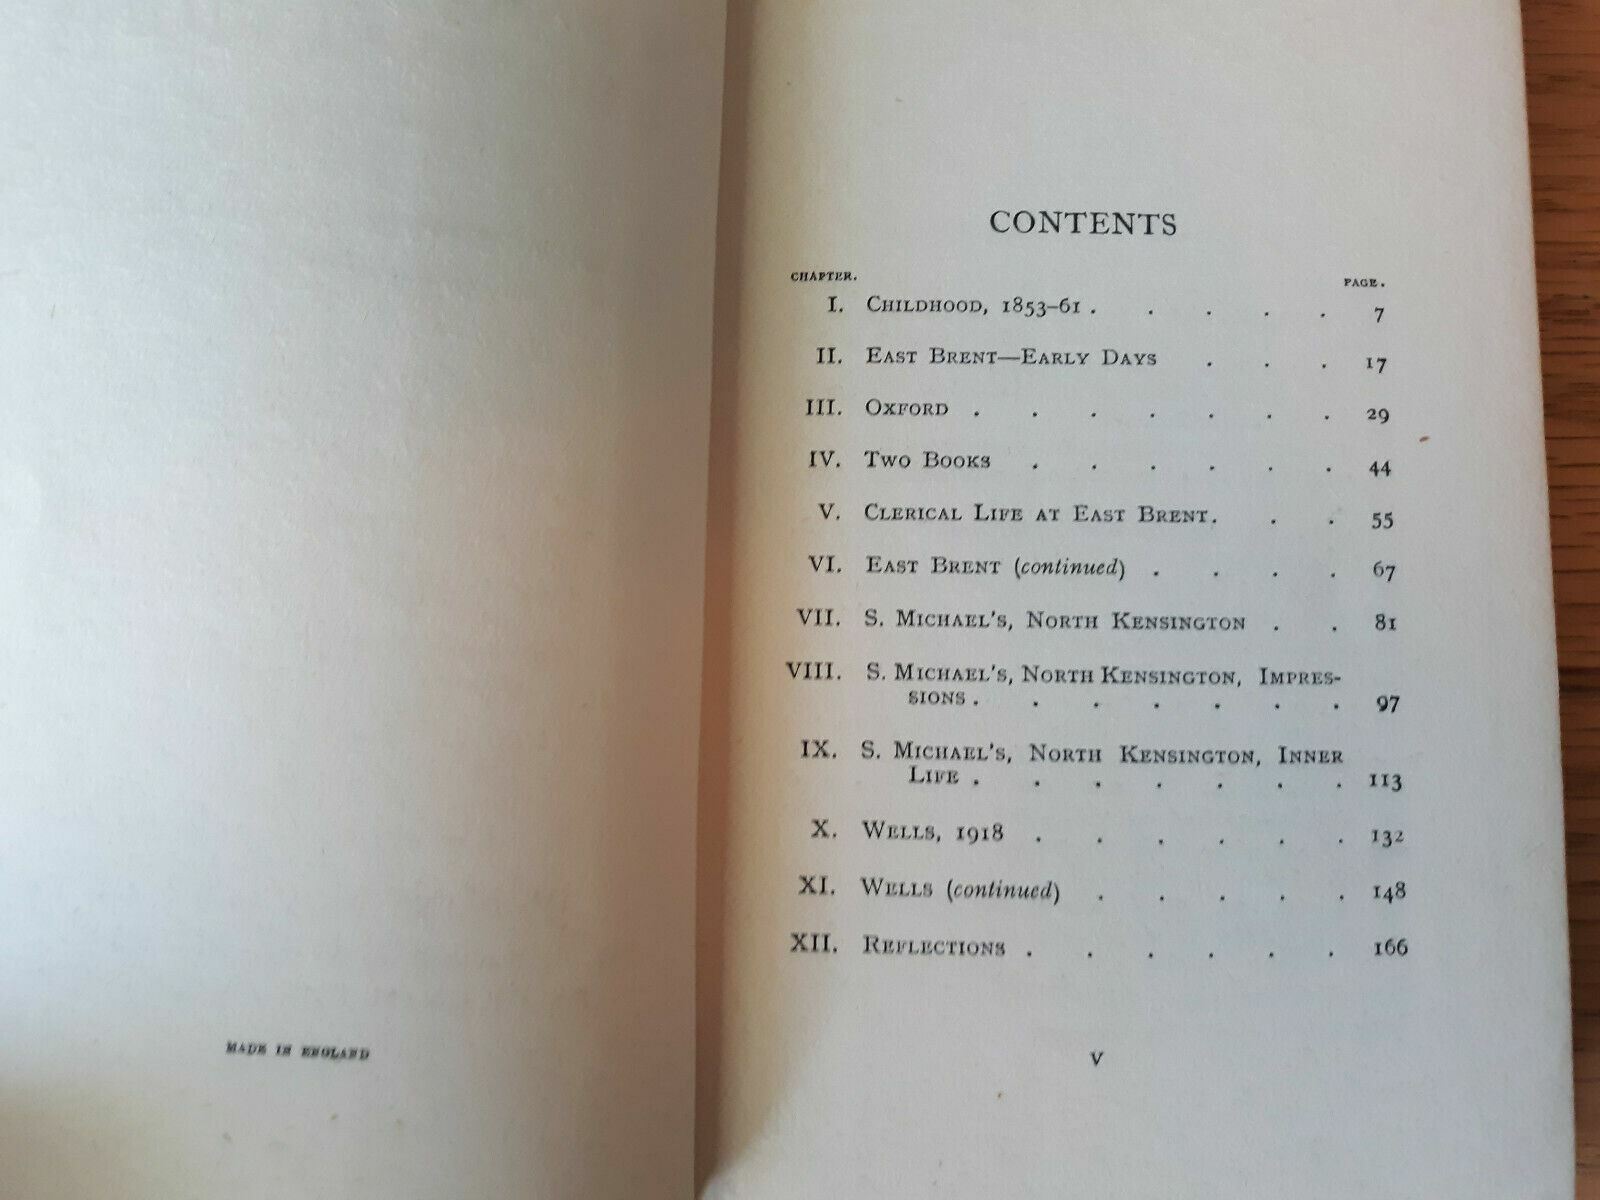 MADE IN ENGLAND
CONTENTS
CHAPTER. PAGE.
I. CHILDHOOD, 1853–61 . . . . . 7
II. EAST BRENT—EARLY DAYS . . . 17
III. OXFORD . . . . . . . 29
IV. TWO BOOKS . . . . . . 44
V. CLERICAL LIFE AT EAST BRENT . . . 55
VI. EAST BRENT (continued) . . . . 67
VII. S. MICHAEL'S, NORTH KENSINGTON . . 81
VIII. S. MICHAEL'S, NORTH KENSINGTON, IMPRES-
SIONS . . . . . . . 97
IX. S. MICHAEL'S, NORTH KENSINGTON, INNER
LIFE . . . . . . . 113
X. WELLS, 1918 . . . . . . 132
XI. WELLS (continued) . . . . . 148
XII. REFLECTIONS . . . . . . 166
V